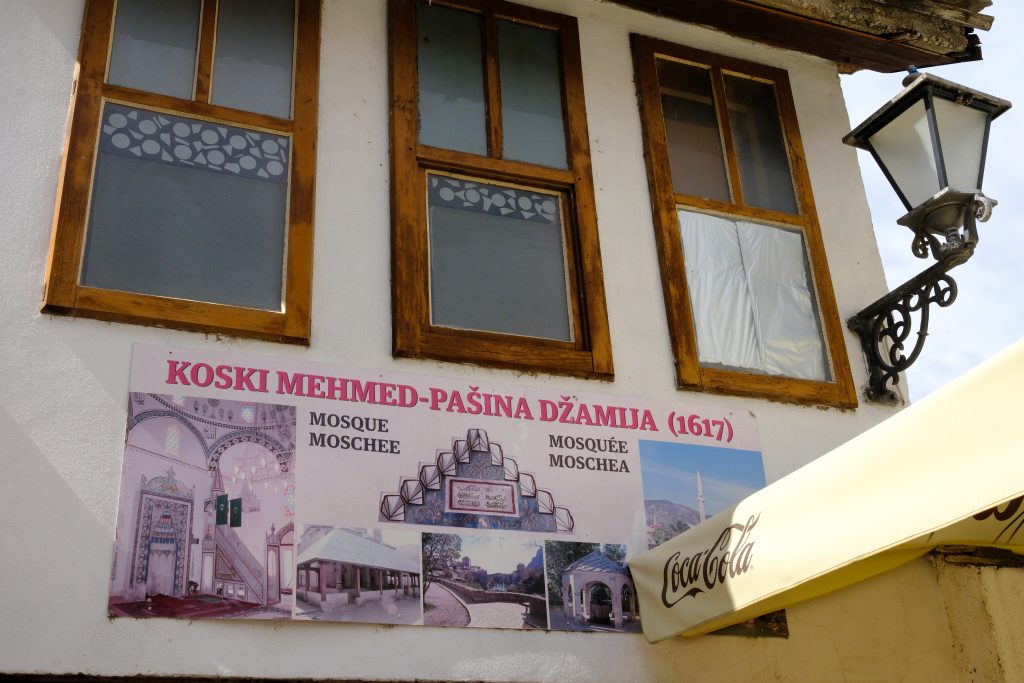 KOSKI MEHMED-PAŠINA DŽAMIJA (1617)
MOSQUE
MOSCHEE
MOSQUÉE
MOSCHEA
Coca-Cola